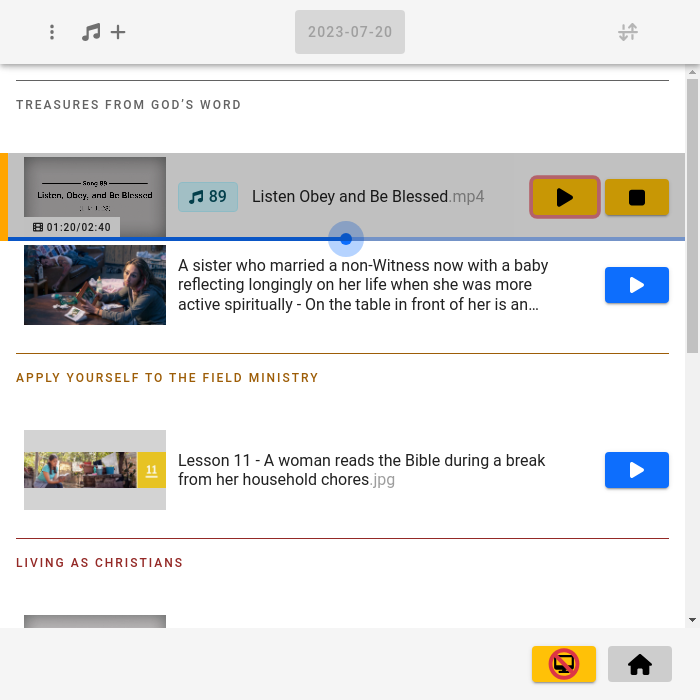 2023-07-20
TREASURES FROM GOD'S WORD
Song 89
Listen, Obey, and Be Blessed
01:20/02:40
89
Listen Obey and Be Blessed.mp4
A sister who married a non-Witness now with a baby
reflecting longingly on her life when she was more
active spiritually - On the table in front of her is an…
APPLY YOURSELF TO THE FIELD MINISTRY
11
Lesson 11 - A woman reads the Bible during a break
from her household chores.jpg
LIVING AS CHRISTIANS